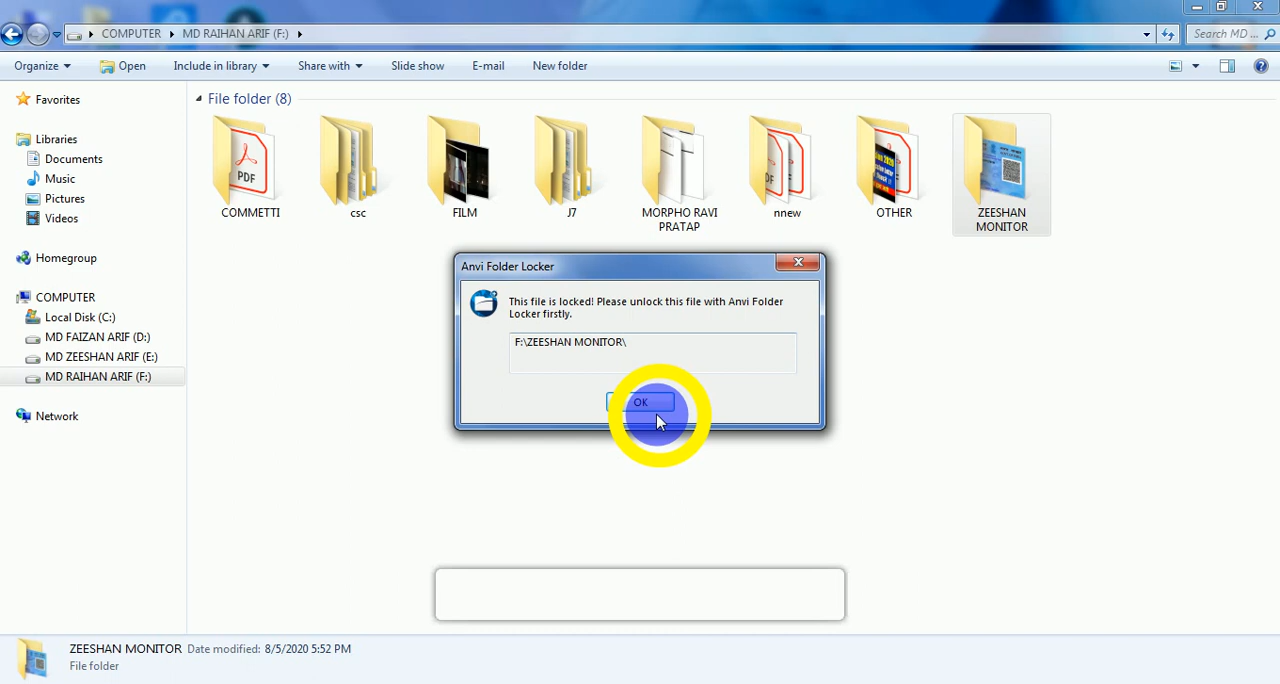 COMPUTER MD RAIHAN ARIF (F:)
Search MD ...
Organize Open Include in library Share with Slide show E-mail New folder
Favorites
Libraries
Documents
Music
Pictures
Videos
Homegroup
COMPUTER
Local Disk (C:)
MD FAIZAN ARIF (D:)
MD ZEESHAN ARIF (E:)
MD RAIHAN ARIF (F:)
Network
File folder (8)
PDF
COMMETTI
csc
FILM
J7
MORPHO RAVI
PRATAP
nnew
OTHER
ZEESHAN
MONITOR
Anvi Folder Locker
This file is locked! Please unlock this file with Anvi Folder
Locker firstly.
F:\ZEESHAN MONITOR\
OK
ZEESHAN MONITOR Date modified: 8/5/2020 5:52 PM
File folder